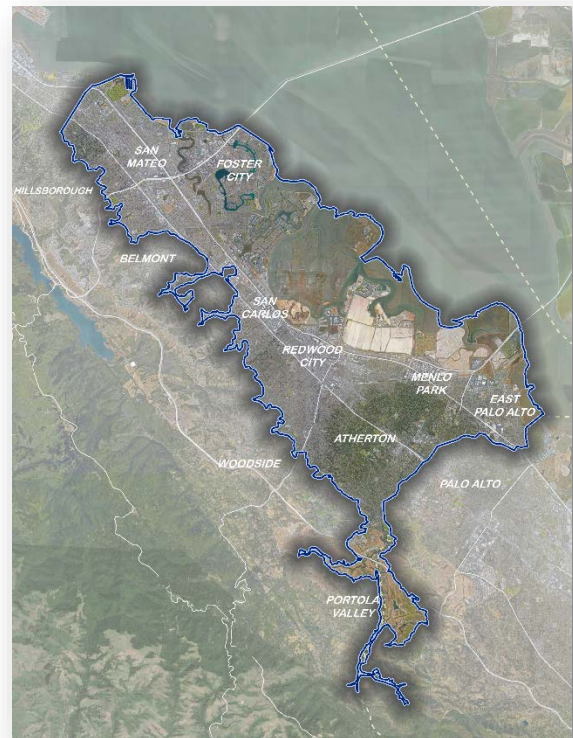 SAN
MATEO
FOSTER
CITY
HILLSBOROUGH
BELMONT
SAN
CARLOS
REDWOOD
CITY
MENLO
PARK
EAST
PALO ALTO
ATHERTON
WOODSIDE
PALO ALTO
PORTOLA
VALLEY